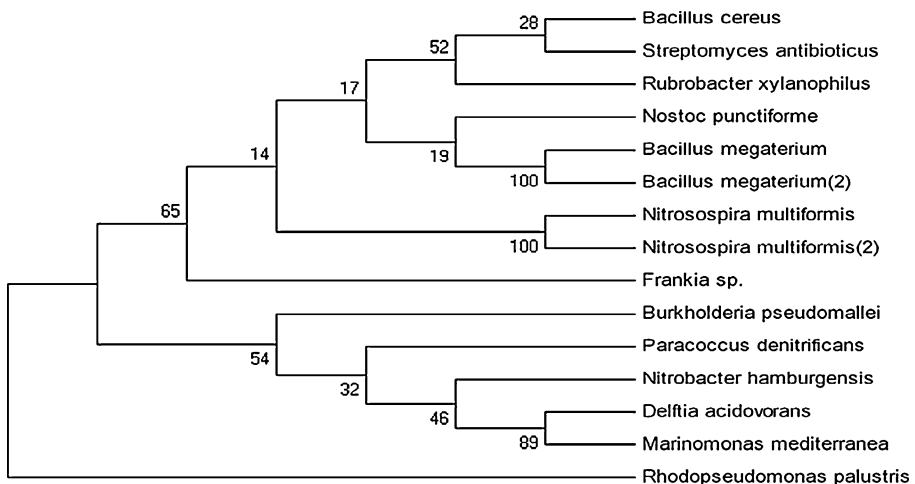 28
Bacillus cereus
52
Streptomyces antibioticus
17
Rubrobacter xylanophilus
Nostoc punctiforme
14
19
Bacillus megaterium
100
Bacillus megaterium(2)
65
Nitrosospira multiformis
100
Nitrosospira multiformis(2)
Frankia sp.
Burkholderia pseudomallei
54
Paracoccus denitrificans
32
Nitrobacter hamburgensis
46
Delftia acidovorans
89
Marinomonas mediterranea
Rhodopseudomonas palustris